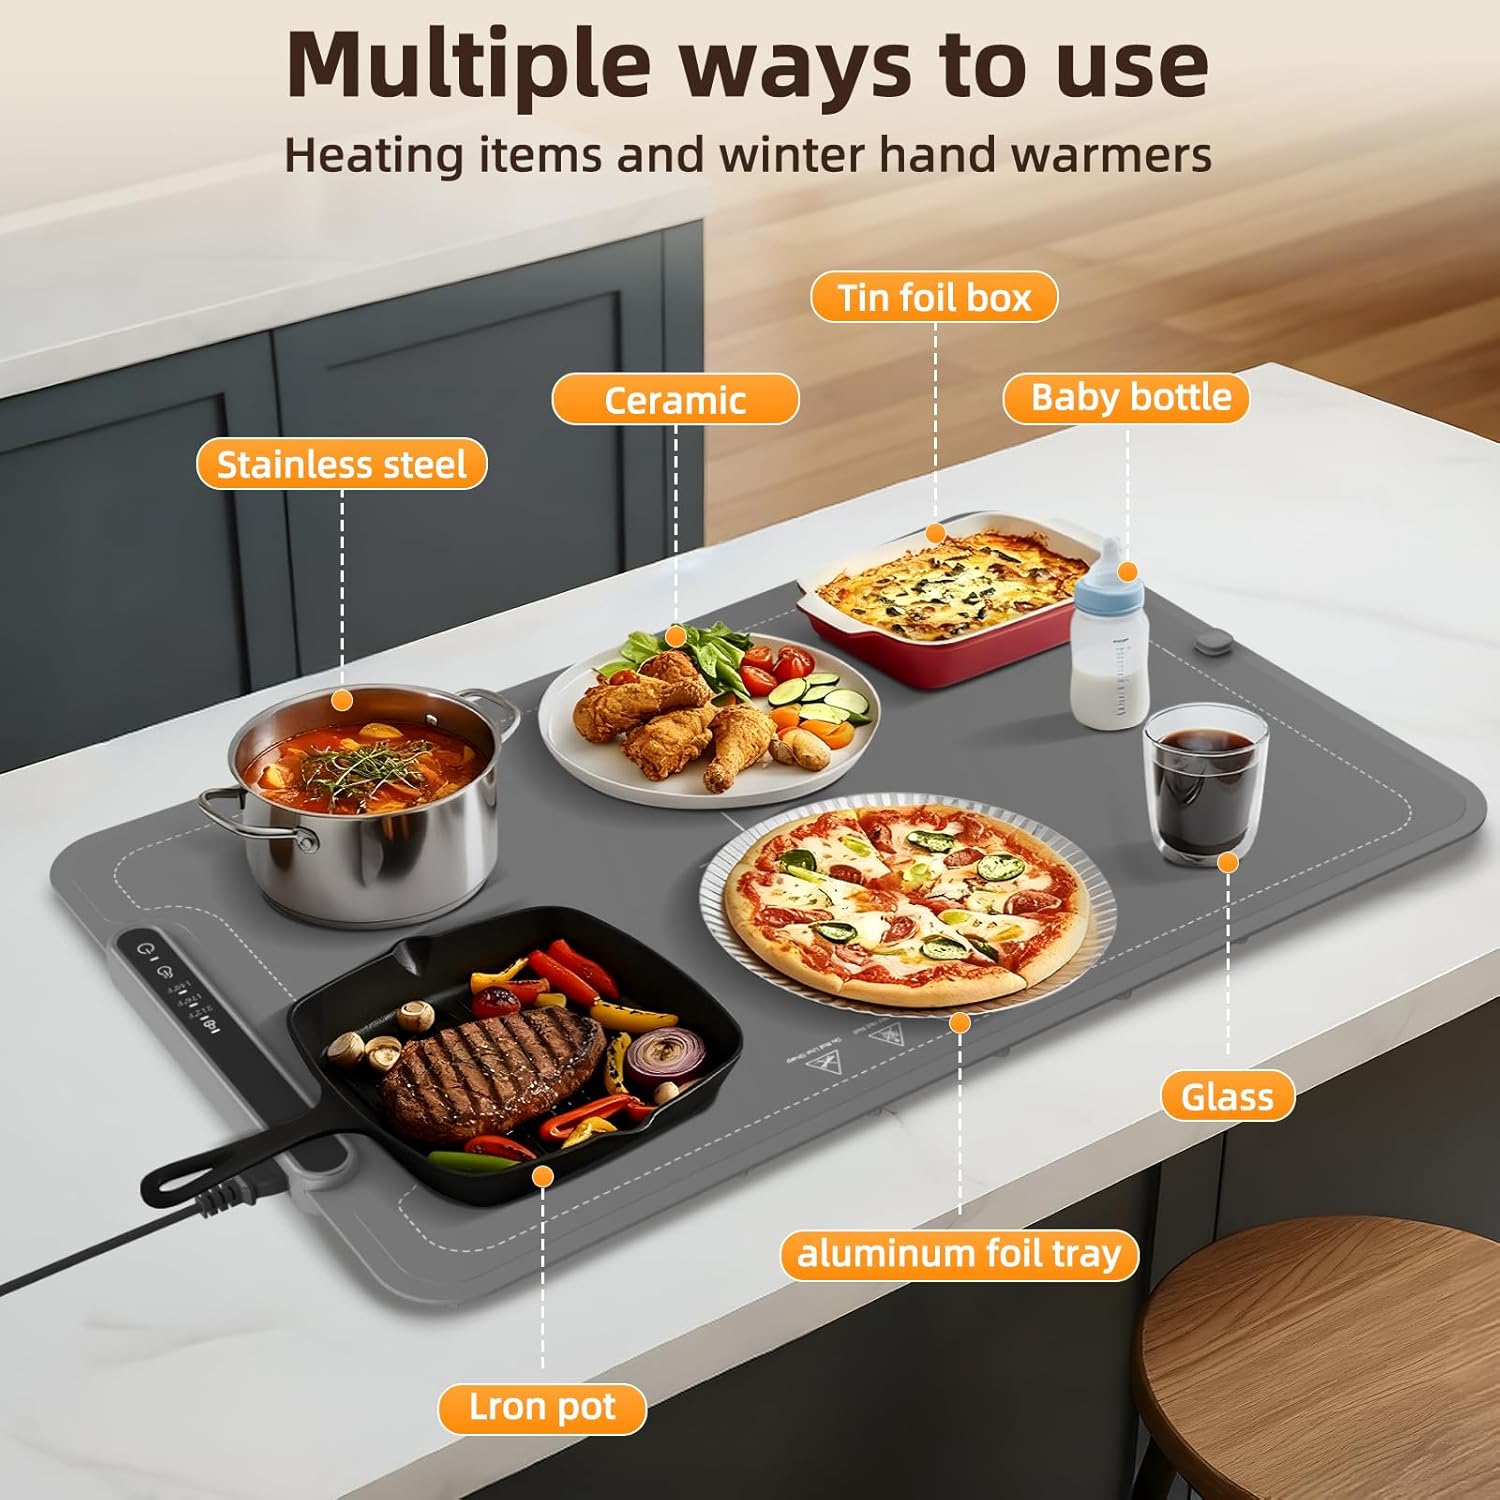 Multiple ways to use
Heating items and winter hand warmers
Tin foil box
Ceramic
Baby bottle
Stainless steel
Glass
aluminum foil tray
Lron pot